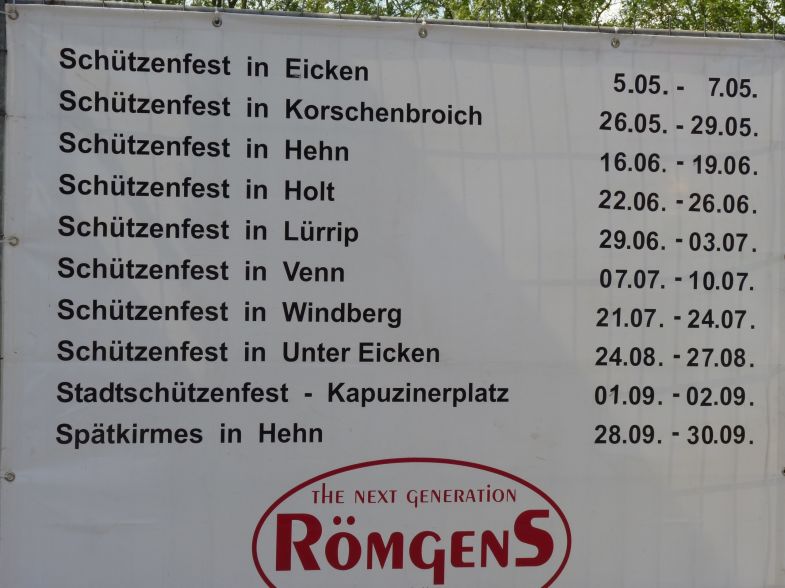 Schützenfest in Eicken 5.05. - 7.05.
Schützenfest in Korschenbroich 26.05. - 29.05.
Schützenfest in Hehn 16.06. - 19.06.
Schützenfest in Holt 22.06. - 26.06.
Schützenfest in Lürrip 29.06. - 03.07.
Schützenfest in Venn 07.07. - 10.07.
Schützenfest in Windberg 21.07. - 24.07.
Schützenfest in Unter Eicken 24.08. - 27.08.
Stadtschützenfest - Kapuzinerplatz 01.09. - 02.09.
Spätkirmes in Hehn 28.09. - 30.09.
THE NEXT GENERATION
RÖMGENS